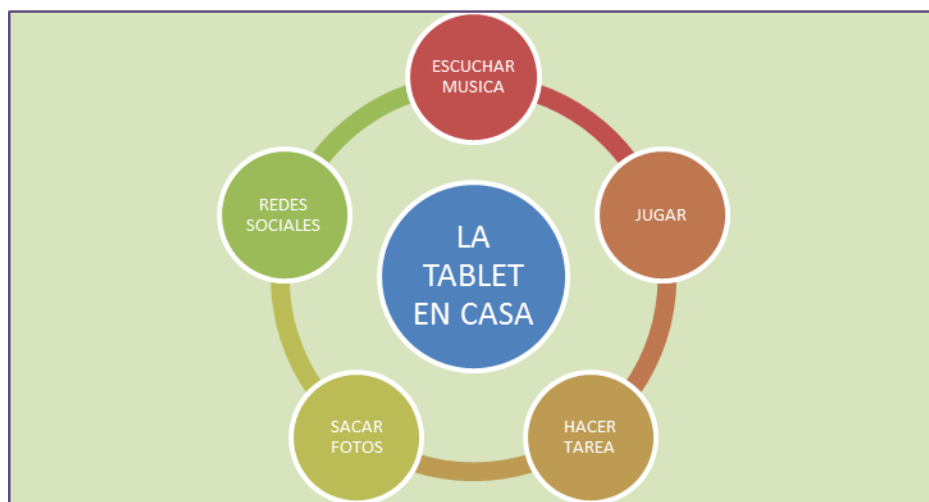 ESCUCHAR
MUSICA
JUGAR
HACER
TAREA
SACAR
FOTOS
REDES
SOCIALES
LA
TABLET
EN CASA